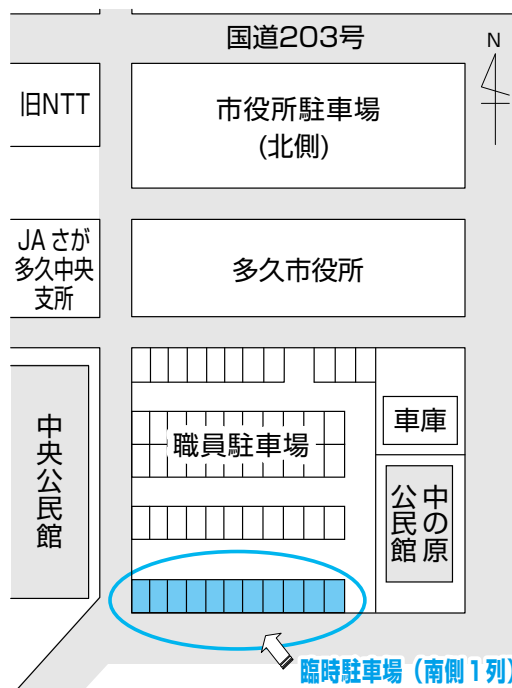 国道203号
N
旧NTT
市役所駐車場
(北側)
JAさが
多久中央
支所
多久市役所
職員駐車場
車庫
中央公民館
中の原
公民館
臨時駐車場（南側1列）